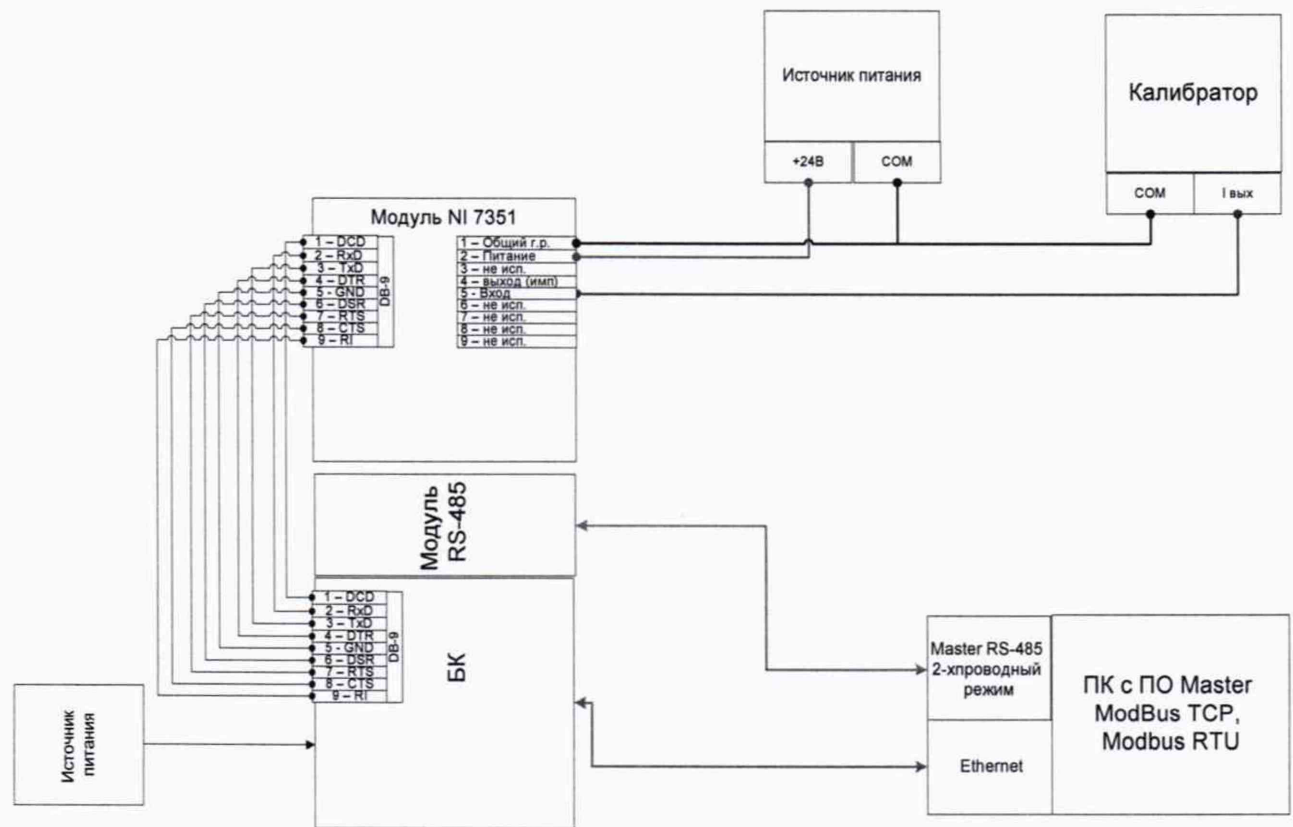 Источник питания
+24В
COM
Калибратор
COM
I вых
Модуль NI 7351
1 – DCD
2 – RxD
3 – TxD
4 – DTR
5 - GND
6 – DSR
7 – RTS
8 – CTS
9 – RI
DB-9
1 – Общий г.р.
2 – Питание
3 – не исп.
4 – выход (имп)
5 - Вход
6 – не исп.
7 – не исп.
8 – не исп.
9 – не исп.
Модуль
RS-485
1 – DCD
2 – RxD
3 – TxD
4 – DTR
5 - GND
6 – DSR
7 – RTS
8 – CTS
9 – RI
DB-9
БК
Источник
питания
Master RS-485
2-хпроводный
режим
Ethernet
ПК с ПО Master
ModBus TCP,
Modbus RTU